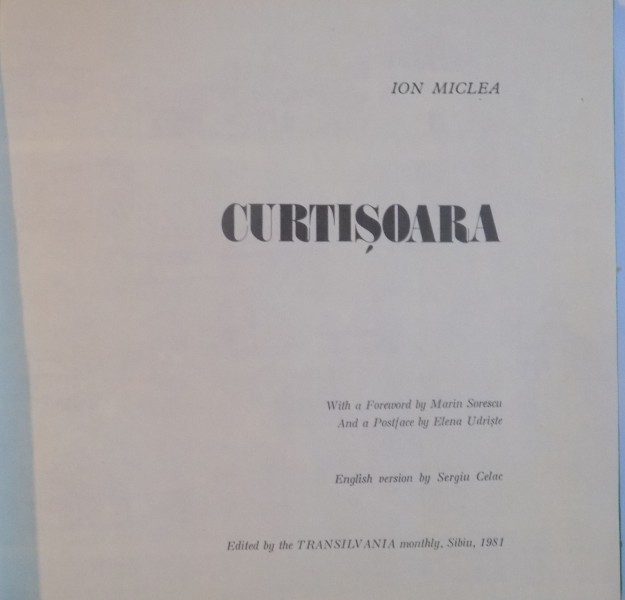 ION MICLEA
CURTIȘOARA
With a Foreword by Marin Sorescu
And a Postface by Elena Udriște
English version by Sergiu Celac
Edited by the TRANSILVANIA monthly, Sibiu, 1981